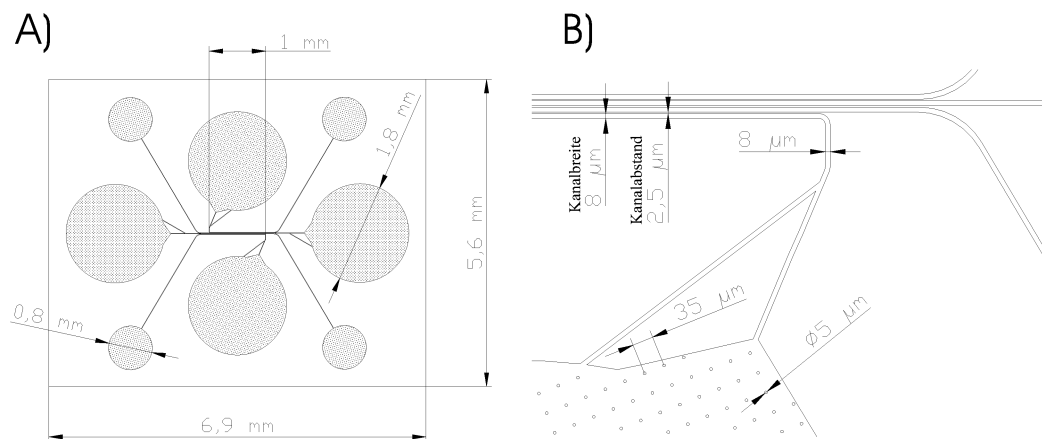 A)
1 mm
1,8 mm
5,6 mm
0,8 mm
6,9 mm
B)
Kanalbreite
8 µm
Kanalabstand
2,5 µm
8 µm
35 µm
Ø5 µm